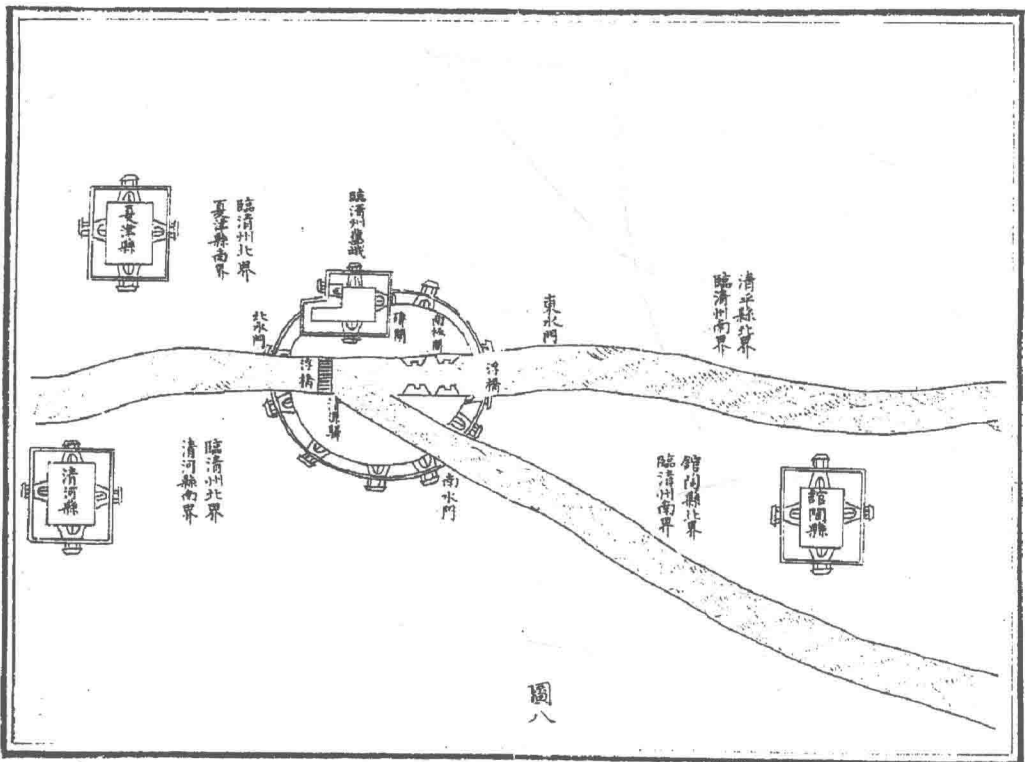 清平縣北界
臨清州南界
東水門
臨清州
南板閘
磚閘
浮橋
浮橋
北水門
臨清州北界
夏津縣南界
夏津縣
館陶縣
館陶縣北界
臨清州南界
南水門
清源驛
臨清州北界
清河縣南界
清河縣
圖八